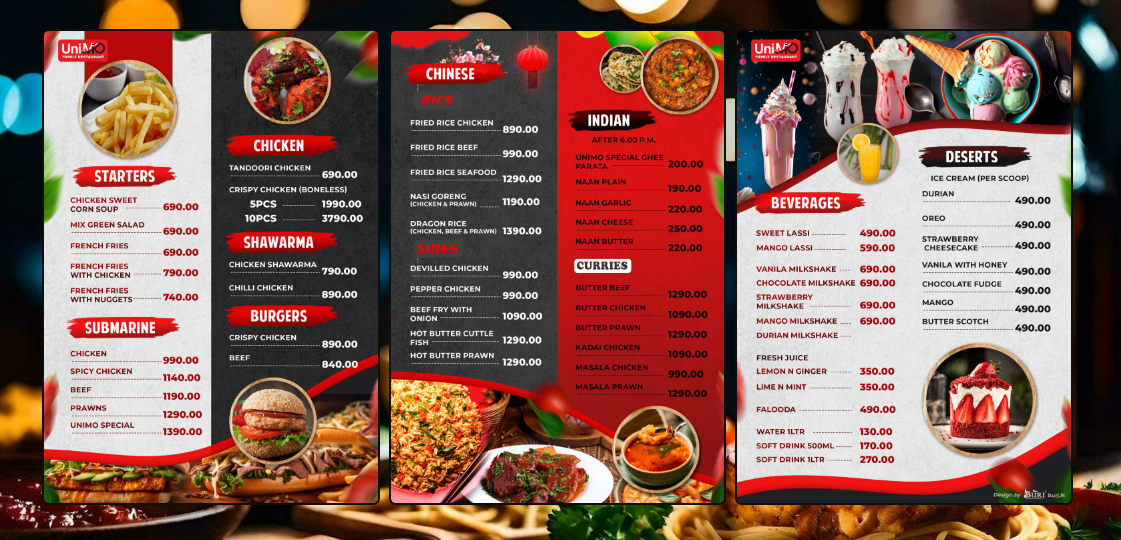 UniMO
FAMILY RESTAURANT
STARTERS
CHICKEN SWEET
CORN SOUP 690.00
MIX GREEN SALAD
690.00
FRENCH FRIES
690.00
FRENCH FRIES
WITH CHICKEN 790.00
FRENCH FRIES
WITH NUGGETS 740.00
SUBMARINE
CHICKEN
990.00
SPICY CHICKEN
1140.00
BEEF
1190.00
PRAWNS
1290.00
UNIMO SPECIAL
1390.00
CHICKEN
TANDOORI CHICKEN
690.00
CRISPY CHICKEN (BONELESS)
5PCS 1990.00
10PCS 3790.00
SHAWARMA
CHICKEN SHAWARMA
790.00
CHILLI CHICKEN
890.00
BURGERS
CRISPY CHICKEN
890.00
BEEF
840.00
CHINESE
RICE
FRIED RICE CHICKEN
890.00
FRIED RICE BEEF
990.00
FRIED RICE SEAFOOD
1290.00
NASI GORENG
(CHICKEN & PRAWN) 1190.00
DRAGON RICE
(CHICKEN, BEEF & PRAWN) 1390.00
SIDES
DEVILLED CHICKEN
990.00
PEPPER CHICKEN
990.00
BEEF FRY WITH
ONION 1090.00
HOT BUTTER CUTTLE
FISH 1290.00
HOT BUTTER PRAWN
1290.00
INDIAN
AFTER 6.00 P.M.
UNIMO SPECIAL GHEE
PARATA 200.00
NAAN PLAIN
190.00
NAAN GARLIC
220.00
NAAN CHEESE
250.00
NAAN BUTTER
220.00
CURRIES
BUTTER BEEF
1290.00
BUTTER CHICKEN
1090.00
BUTTER PRAWN
1290.00
KADAI CHICKEN
1090.00
MASALA CHICKEN
990.00
MASALA PRAWN
1290.00
UniMO
FAMILY RESTAURANT
BEVERAGES
SWEET LASSI 490.00
MANGO LASSI 590.00
VANILA MILKSHAKE 690.00
CHOCOLATE MILKSHAKE 690.00
STRAWBERRY
MILKSHAKE 690.00
MANGO MILKSHAKE 690.00
DURIAN MILKSHAKE
FRESH JUICE
LEMON N GINGER 350.00
LIME N MINT 350.00
FALOODA 490.00
WATER 1LTR 130.00
SOFT DRINK 500ML 170.00
SOFT DRINK 1LTR 270.00
DESERTS
ICE CREAM (PER SCOOP)
DURIAN
490.00
OREO
490.00
STRAWBERRY
CHEESECAKE 490.00
VANILA WITH HONEY
490.00
CHOCOLATE FUDGE
490.00
MANGO
490.00
BUTTER SCOTCH
490.00
Design by BURJ BurjJk